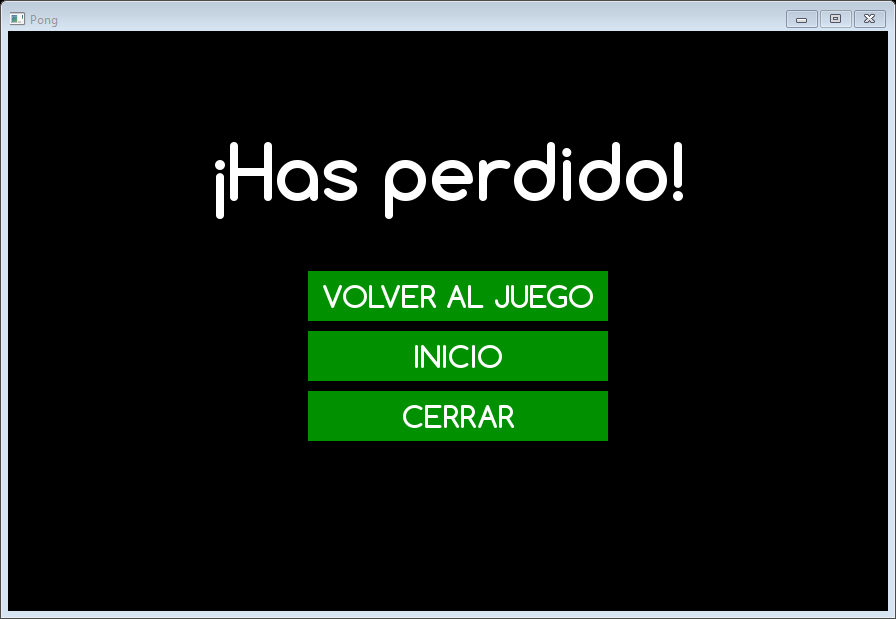 Pong
¡Has perdido!
VOLVER AL JUEGO
INICIO
CERRAR